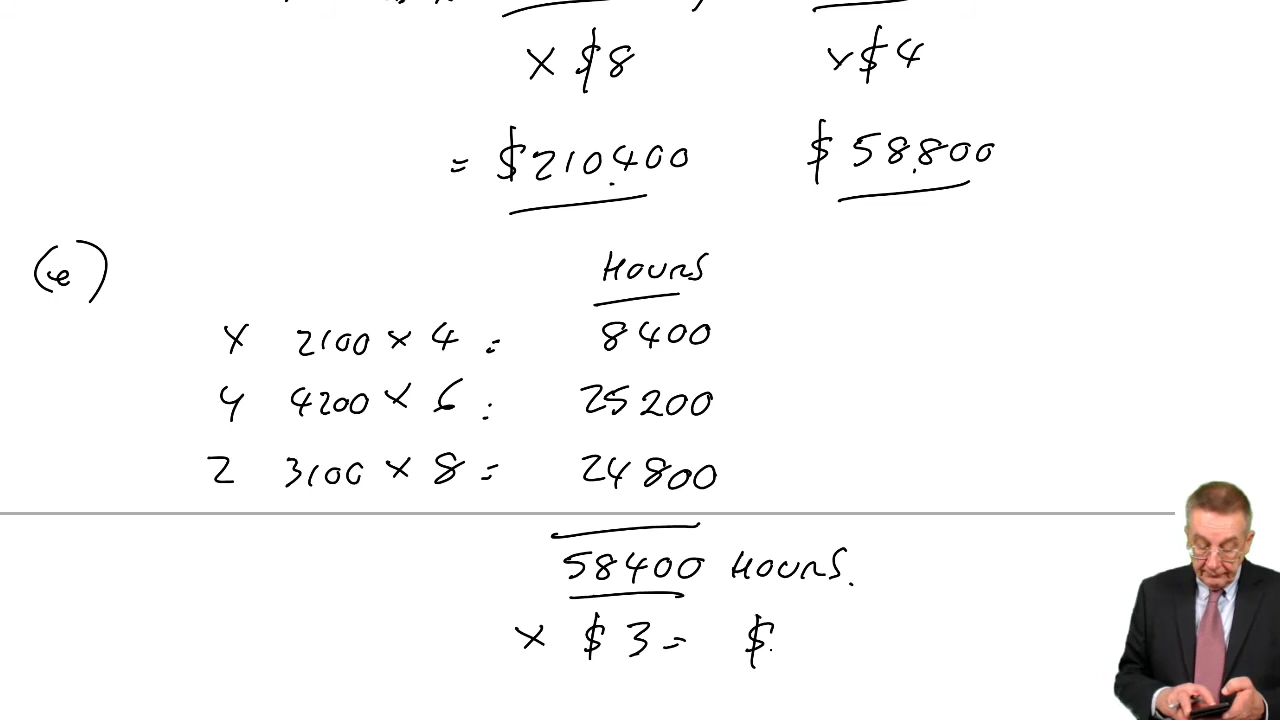 × $8 × $4
= $210.400 $58.800
(e) Hours
X 2100 × 4 = 8400
Y 4200 × 6 = 25200
Z 3100 × 8 = 24800
58400 Hours.
× $3 = $